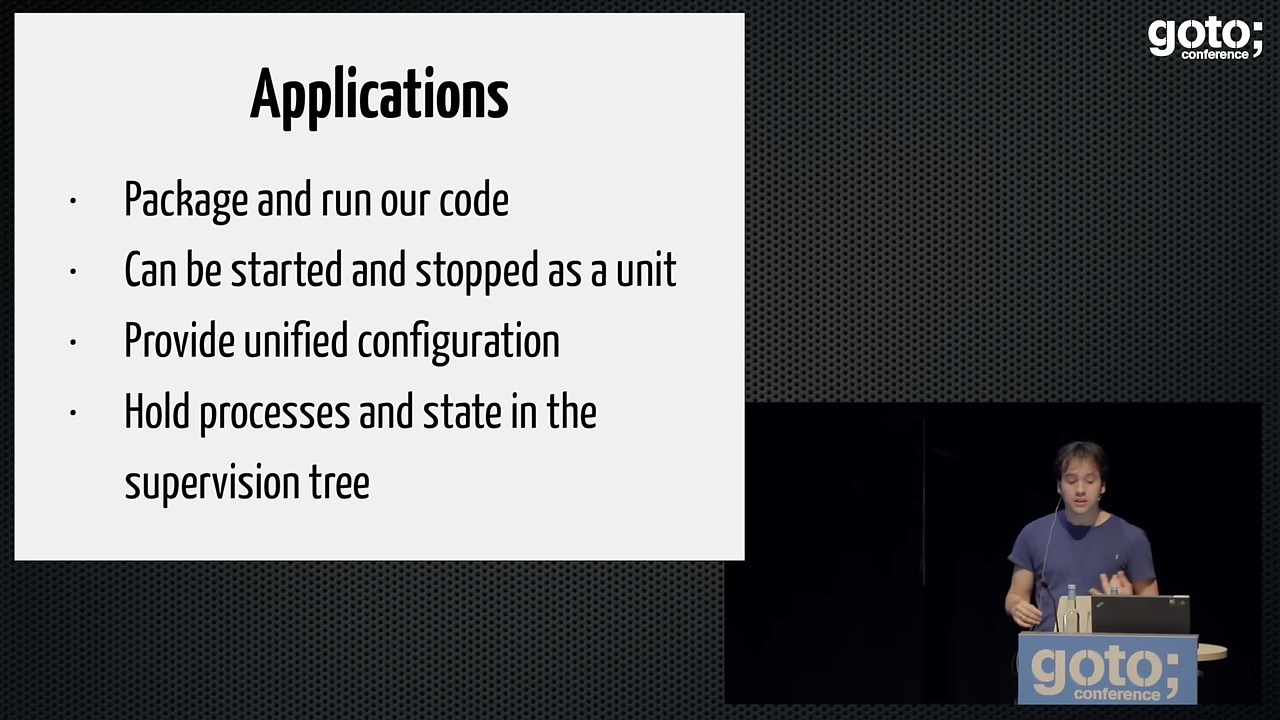 Applications
· Package and run our code
· Can be started and stopped as a unit
· Provide unified configuration
· Hold processes and state in the
supervision tree
goto;
conference
goto;
conference